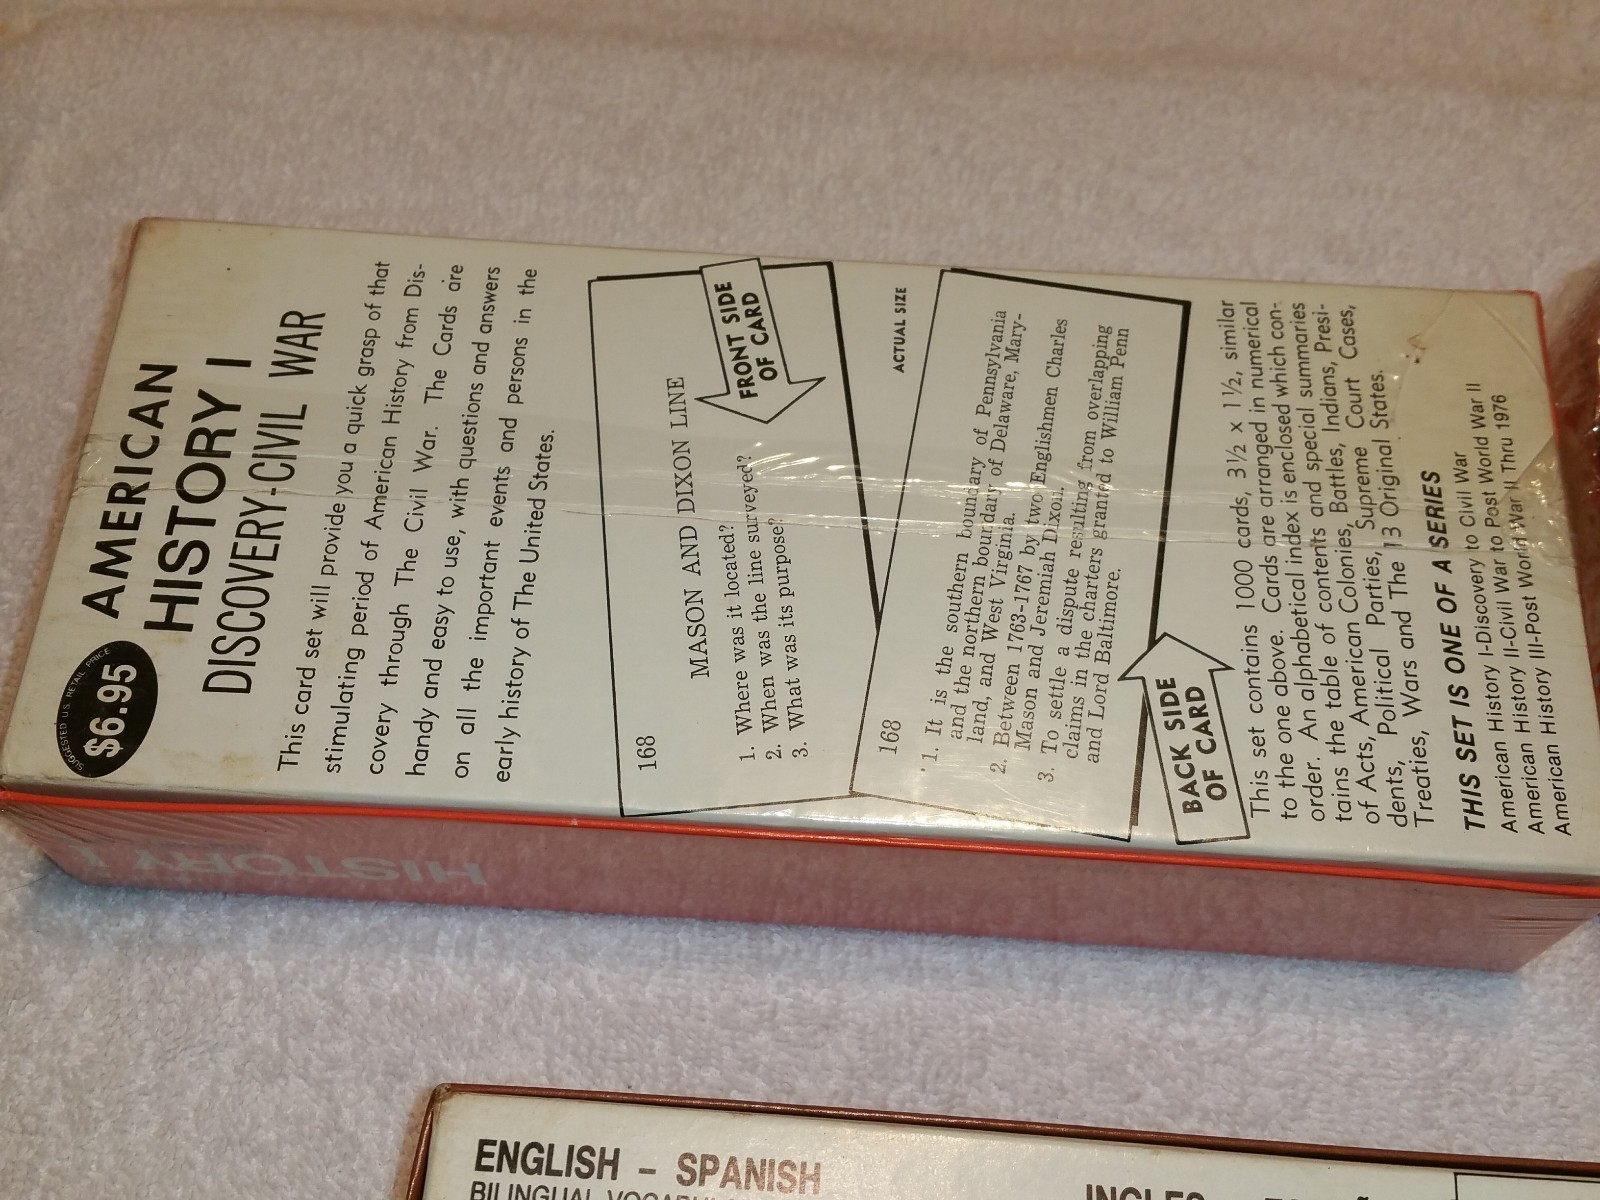 SUGGESTED U.S. RETAIL PRICE
$6.95
AMERICAN
HISTORY I
DISCOVERY-CIVIL WAR
This card set will provide you a quick grasp of that
stimulating period of American History from Dis-
covery through The Civil War. The Cards are
handy and easy to use, with questions and answers
on all the important events and persons in the
early history of The United States.
168
MASON AND DIXON LINE
1. Where was it located?
2. When was the line surveyed?
3. What was its purpose?
FRONT SIDE
OF CARD
ACTUAL SIZE
168
1. It is the southern boundary of Pennsylvania
and the northern boundary of Delaware, Mary-
land, and West Virginia.
2. Between 1763-1767 by two Englishmen Charles
Mason and Jeremiah Dixon.
3. To settle a dispute resulting from overlapping
claims in the charters granted to William Penn
and Lord Baltimore.
BACK SIDE
OF CARD
This set contains 1000 cards, 3½ x 1½, similar
to the one above. Cards are arranged in numerical
order. An alphabetical index is enclosed which con-
tains the table of contents and special summaries
of Acts, American Colonies, Battles, Indians, Presi-
dents, Political Parties, Supreme Court Cases,
Treaties, Wars and The 13 Original States.
THIS SET IS ONE OF A SERIES
American History I-Discovery to Civil War
American History II-Civil War to Post World War II
American History III-Post World War II Thru 1976
HISTORY I
ENGLISH – SPANISH
BILINGUAL